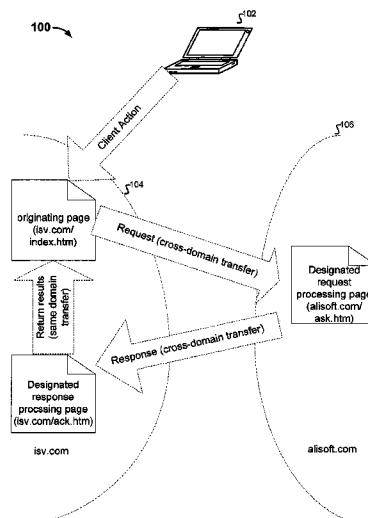 100
102
Client Action
104
106
originating page
(isv.com/
index.htm)
Request (cross-domain transfer)
Designated
request
processing page
(alisoft.com/
ask.htm)
Return results
(same domain
transfer)
Response (cross-domain transfer)
Designated
response
procssing page
(isv.com/ack.htm)
isv.com
alisoft.com